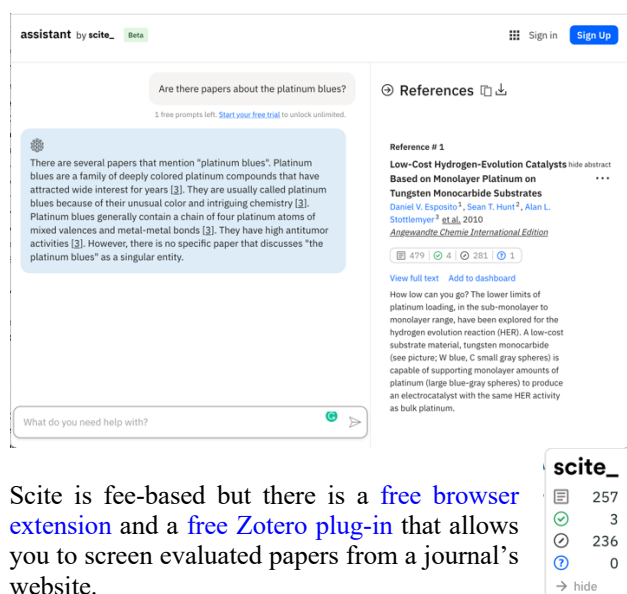 assistant by scite_ Beta
Sign in Sign Up
Are there papers about the platinum blues?
1 free prompts left. Start your free trial to unlock unlimited.
There are several papers that mention "platinum blues". Platinum
blues are a family of deeply colored platinum compounds that have
attracted wide interest for years [3]. They are usually called platinum
blues because of their unusual color and intriguing chemistry [3].
Platinum blues generally contain a chain of four platinum atoms of
mixed valences and metal-metal bonds [3]. They have high antitumor
activities [3]. However, there is no specific paper that discusses "the
platinum blues" as a singular entity.
What do you need help with?
References
Reference # 1
Low-Cost Hydrogen-Evolution Catalysts hide abstract
Based on Monolayer Platinum on
Tungsten Monocarbide Substrates
Daniel V. Esposito1, Sean T. Hunt2, Alan L.
Stottlemyer3 et al. 2010
Angewandte Chemie International Edition
479 4 281 1
View full text Add to dashboard
How low can you go? The lower limits of
platinum loading, in the sub-monolayer to
monolayer range, have been explored for the
hydrogen evolution reaction (HER). A low-cost
substrate material, tungsten monocarbide
(see picture; W blue, C small gray spheres) is
capable of supporting monolayer amounts of
platinum (large blue-gray spheres) to produce
an electrocatalyst with the same HER activity
as bulk platinum.
Scite is fee-based but there is a free browser
extension and a free Zotero plug-in that allows
you to screen evaluated papers from a journal's
website.
scite_
257
3
236
0
→ hide